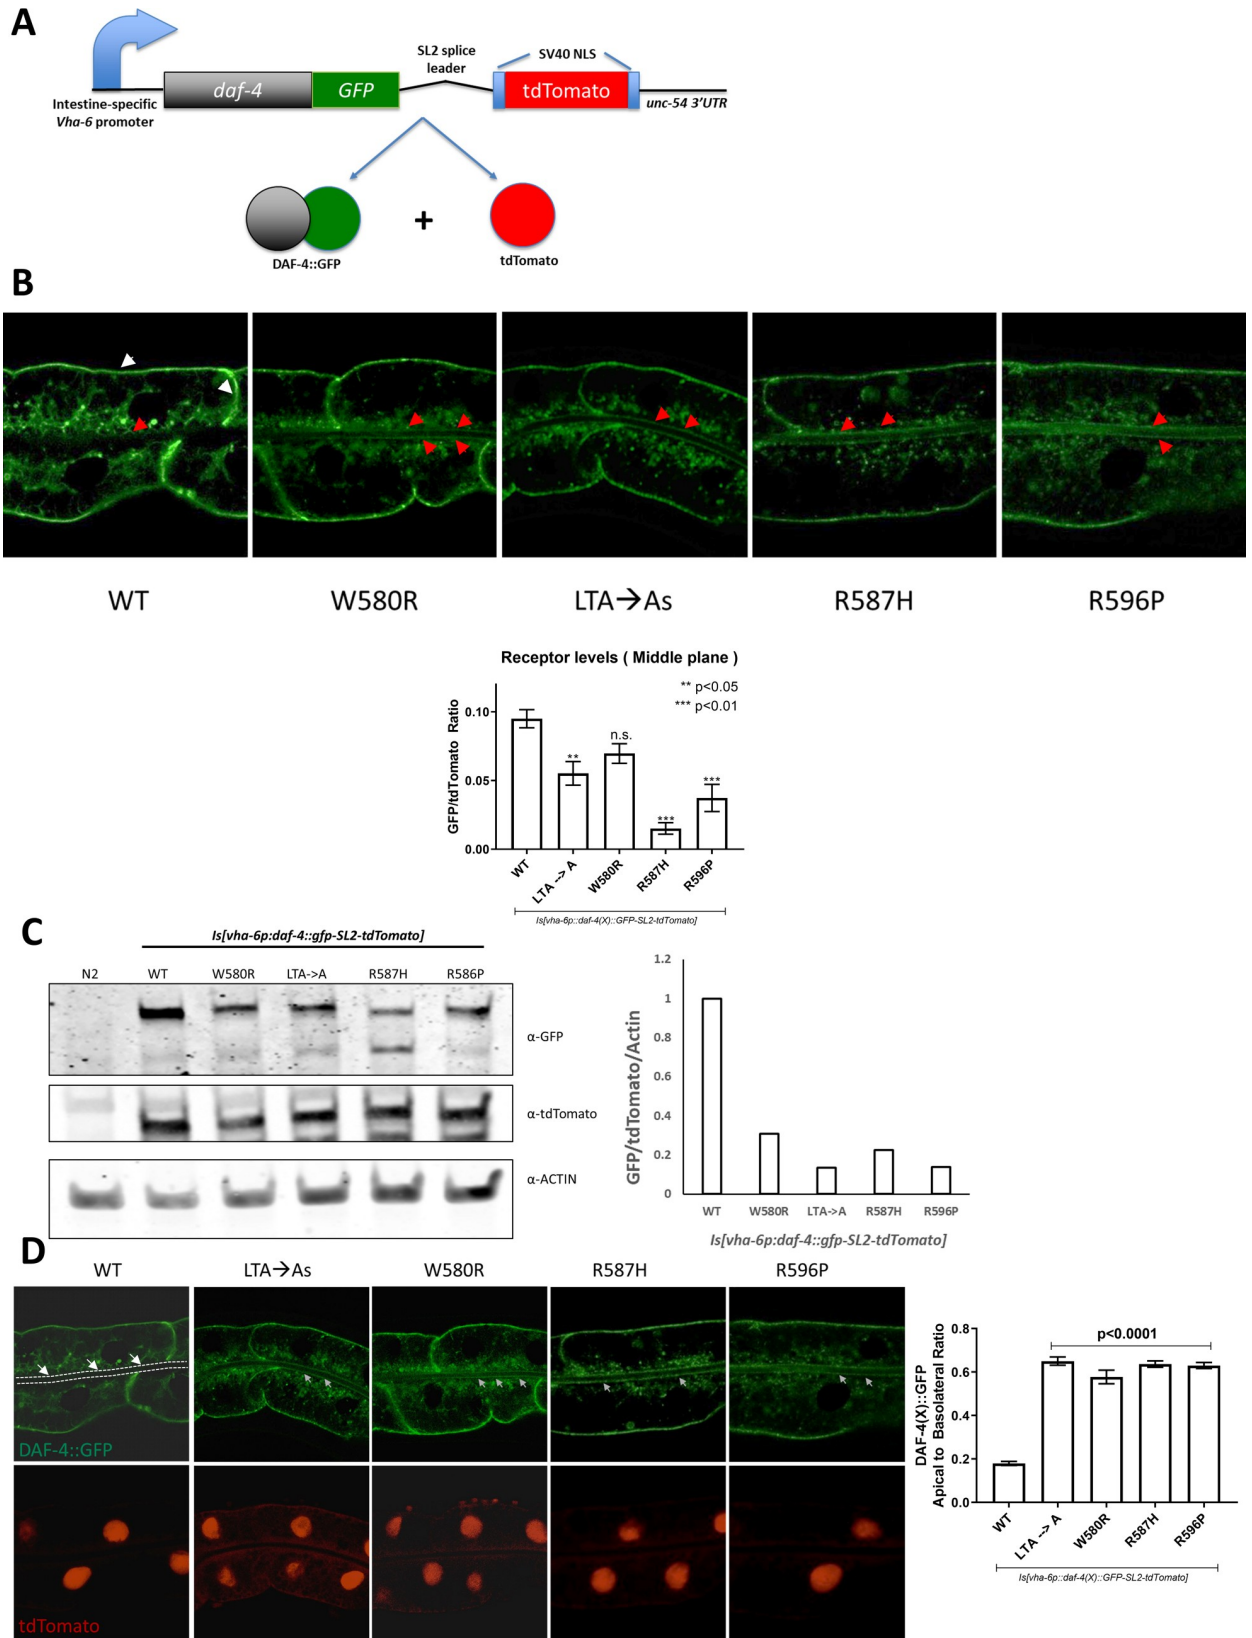 A
SL2 splice
leader
SV40 NLS
daf-4
GFP
tdTomato
Intestine-specific
Vha-6 promoter
unc-54 3'UTR
+
DAF-4::GFP
tdTomato
B
WT
W580R
LTA→As
R587H
R596P
Receptor levels ( Middle plane )
** p<0.05
*** p<0.01
GFP/tdTomato Ratio
0.10
0.05
0.00
**
n.s.
***
***
WT
LTA --> A
W580R
R587H
R596P
Is[vha-6p::daf-4(X)::GFP-SL2-tdTomato]
C
Is[vha-6p:daf-4::gfp-SL2-tdTomato]
N2
WT
W580R
LTA->A
R587H
R586P
α-GFP
α-tdTomato
α-ACTIN
GFP/tdTomato/Actin
1.2
1
0.8
0.6
0.4
0.2
0
WT
W580R
LTA->A
R587H
R596P
Is[vha-6p:daf-4::gfp-SL2-tdTomato]
D
WT
LTA→As
W580R
R587H
R596P
DAF-4::GFP
tdTomato
DAF-4(X)::GFP
Apical to Basolateral Ratio
0.8
0.6
0.4
0.2
0.0
p<0.0001
WT
LTA --> A
W580R
R587H
R596P
Is[vha-6p::daf-4(X)::GFP-SL2-tdTomato]